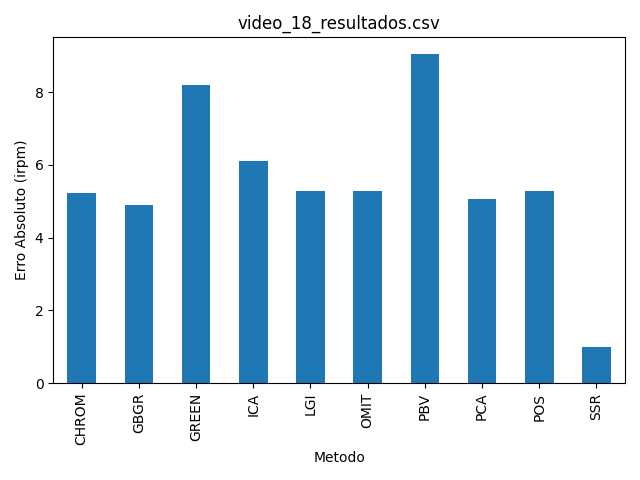 video_18_resultados.csv
Erro Absoluto (irpm)
8
6
4
2
0
CHROM
GBGR
GREEN
ICA
LGI
OMIT
PBV
PCA
POS
SSR
Metodo